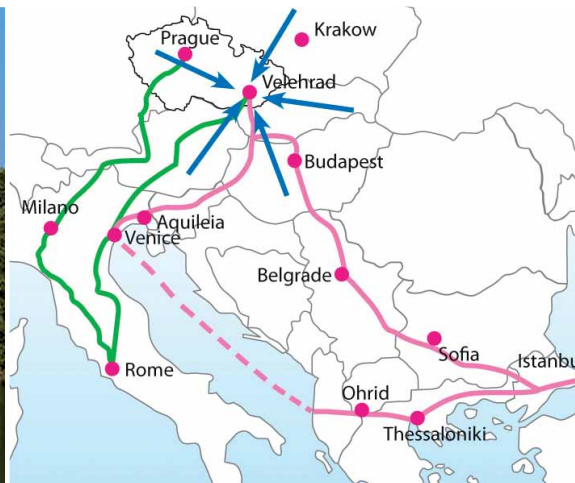 Prague
Krakow
Velehrad
Budapest
Milano
Aquileia
Venice
Belgrade
Sofia
Istanbu
Rome
Ohrid
Thessaloniki